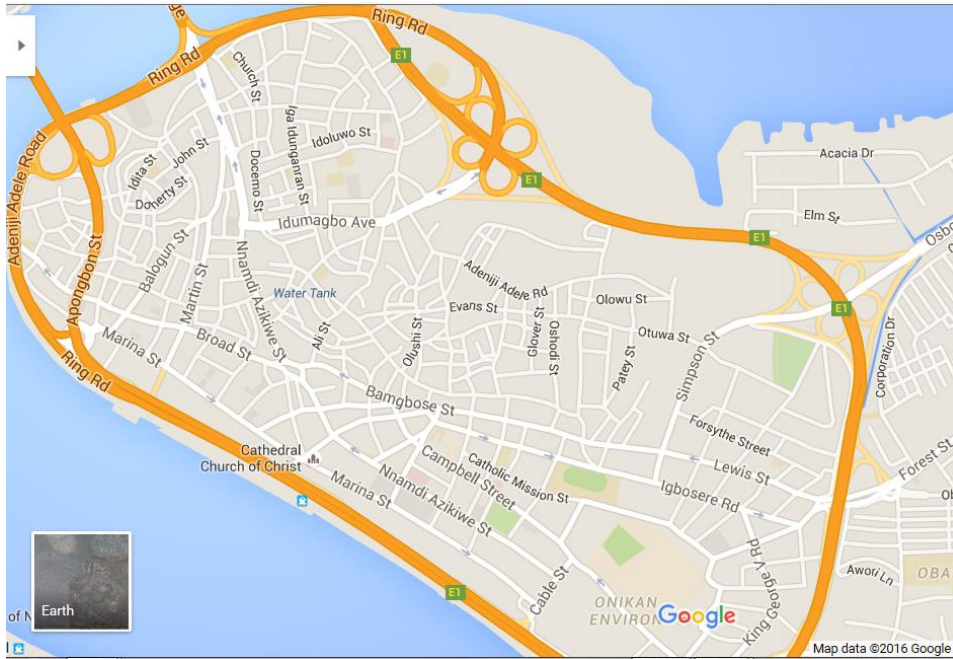 Ring Rd
Ring Rd
E1
Church St
Iga Idunganran St
Idoluwo St
John St
Idita St
Doherty St
Docemo St
Adeniji Adele Road
E1
Acacia Dr
Elm St
E1
Idumagbo Ave
Apongbon St
Balogun St
Martin St
Nnamdi Azikiwe St
Water Tank
Adeniji Adele Rd
Evans St
Olowu St
E1
Ali St
Olushi St
Glover St
Oshodi St
Otuwa St
Patey St
Simpson St
Corporation Dr
Marina St
Broad St
Ring Rd
Bamgbose St
Forsythe Street
Cathedral
Church of Christ
Campbell Street
Catholic Mission St
Lewis St
Forest St
Igbosere Rd
Marina St
Nnamdi Azikiwe St
King George V Rd
Awori Ln
OBA
Cable St
E1
ONIKAN
ENVIRON
Google
Earth
of N
Map data ©2016 Google